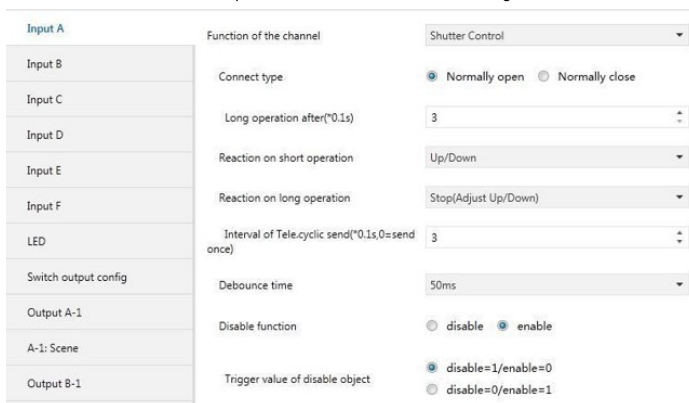 Input A
Input B
Input C
Input D
Input E
Input F
LED
Switch output config
Output A-1
A-1: Scene
Output B-1
Function of the channel
Shutter Control
Connect type
Normally open Normally close
Long operation after(*0.1s)
3
Reaction on short operation
Up/Down
Reaction on long operation
Stop(Adjust Up/Down)
Interval of Tele.cyclic send(*0.1s,0=send
once)
3
Debounce time
50ms
Disable function
disable enable
Trigger value of disable object
disable=1/enable=0
disable=0/enable=1